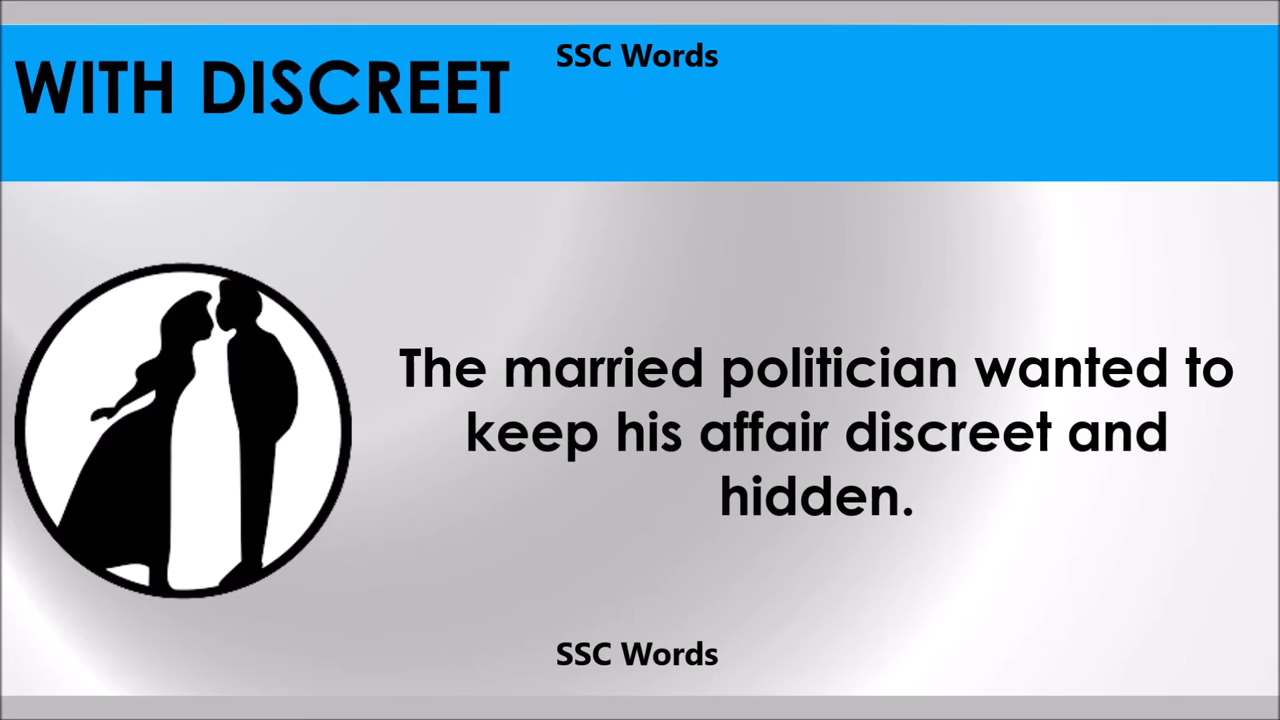 SSC Words
WITH DISCREET
The married politician wanted to
keep his affair discreet and
hidden.
SSC Words